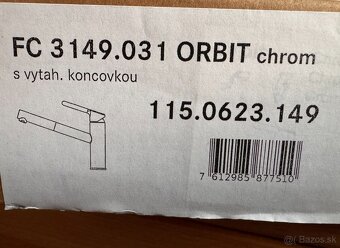 FC 3149.031 ORBIT chrom
s vytah. koncovkou
115.0623.149
7 612985 877510
Bazos.sk